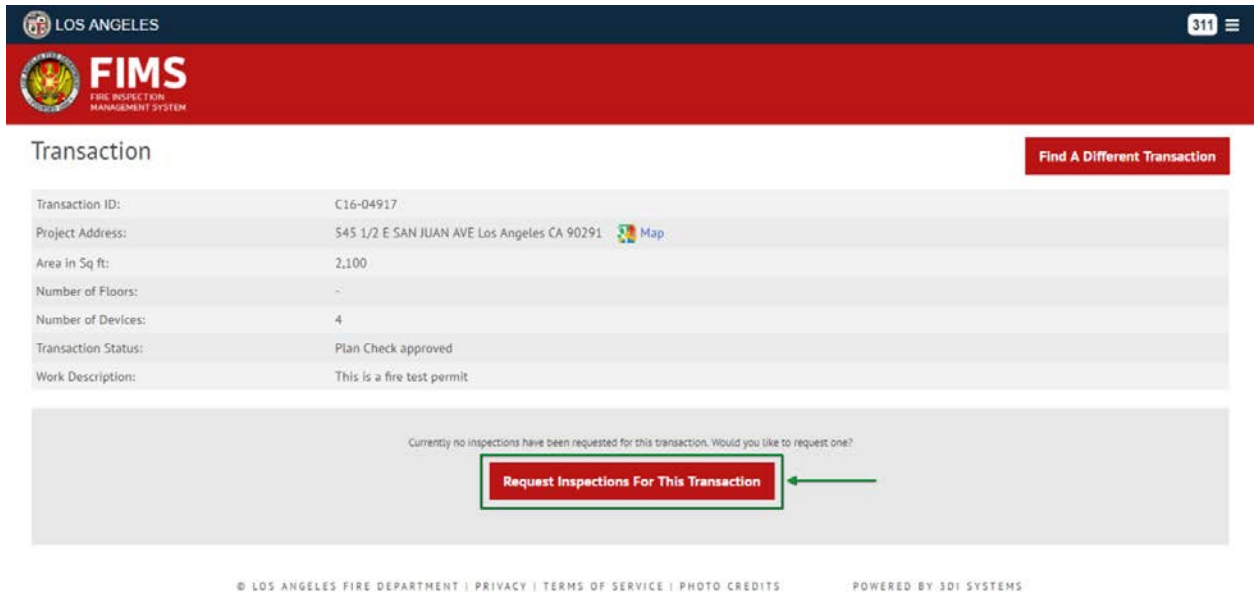 LOS ANGELES
311
FIMS
FIRE INSPECTION
MANAGEMENT SYSTEM
Transaction
Find A Different Transaction
Transaction ID: C16-04917
Project Address: 545 1/2 E SAN JUAN AVE Los Angeles CA 90291 Map
Area in Sq ft: 2,100
Number of Floors: -
Number of Devices: 4
Transaction Status: Plan Check approved
Work Description: This is a fire test permit
Currently no inspections have been requested for this transaction. Would you like to request one?
Request Inspections For This Transaction
© LOS ANGELES FIRE DEPARTMENT | PRIVACY | TERMS OF SERVICE | PHOTO CREDITS POWERED BY 3DI SYSTEMS